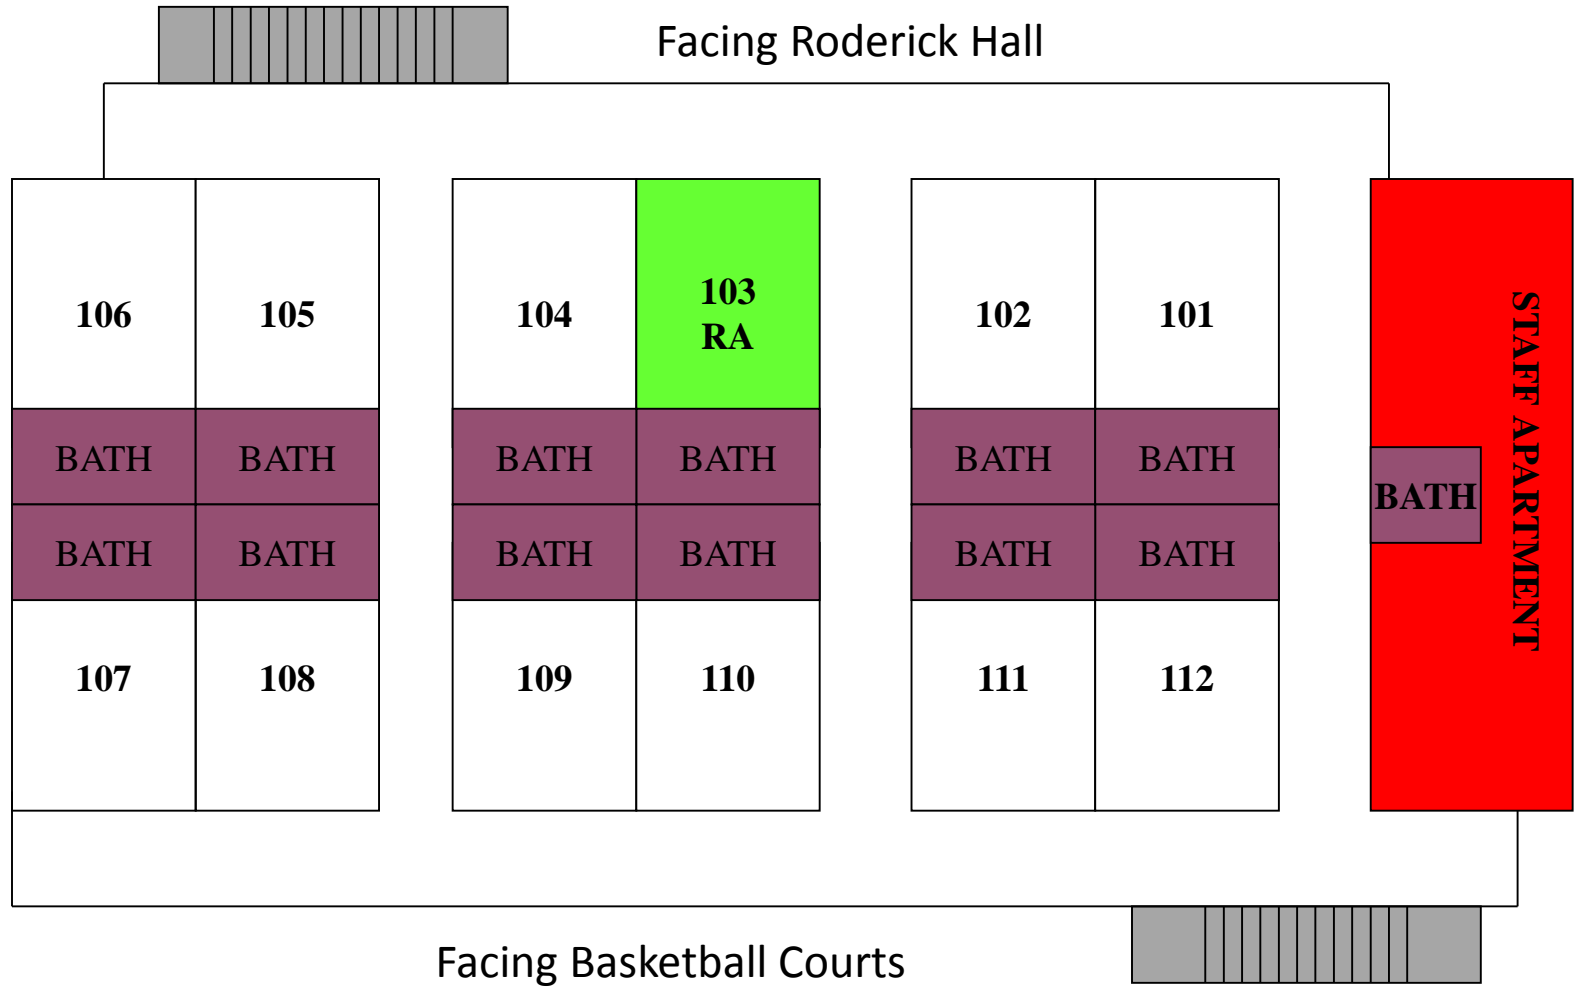 Facing Roderick Hall
106 105 104 103 102 101
RA
BATH BATH BATH BATH BATH BATH
BATH
BATH BATH BATH BATH BATH BATH
STAFF APARTMENT
107 108 109 110 111 112
Facing Basketball Courts